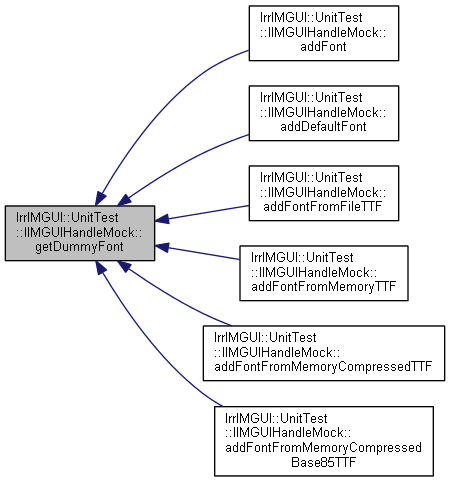 IrrIMGUI::UnitTest
::IIMGUIHandleMock::
addFont
IrrIMGUI::UnitTest
::IIMGUIHandleMock::
addDefaultFont
IrrIMGUI::UnitTest
::IIMGUIHandleMock::
addFontFromFileTTF
IrrIMGUI::UnitTest
::IIMGUIHandleMock::
getDummyFont
IrrIMGUI::UnitTest
::IIMGUIHandleMock::
addFontFromMemoryTTF
IrrIMGUI::UnitTest
::IIMGUIHandleMock::
addFontFromMemoryCompressedTTF
IrrIMGUI::UnitTest
::IIMGUIHandleMock::
addFontFromMemoryCompressed
Base85TTF